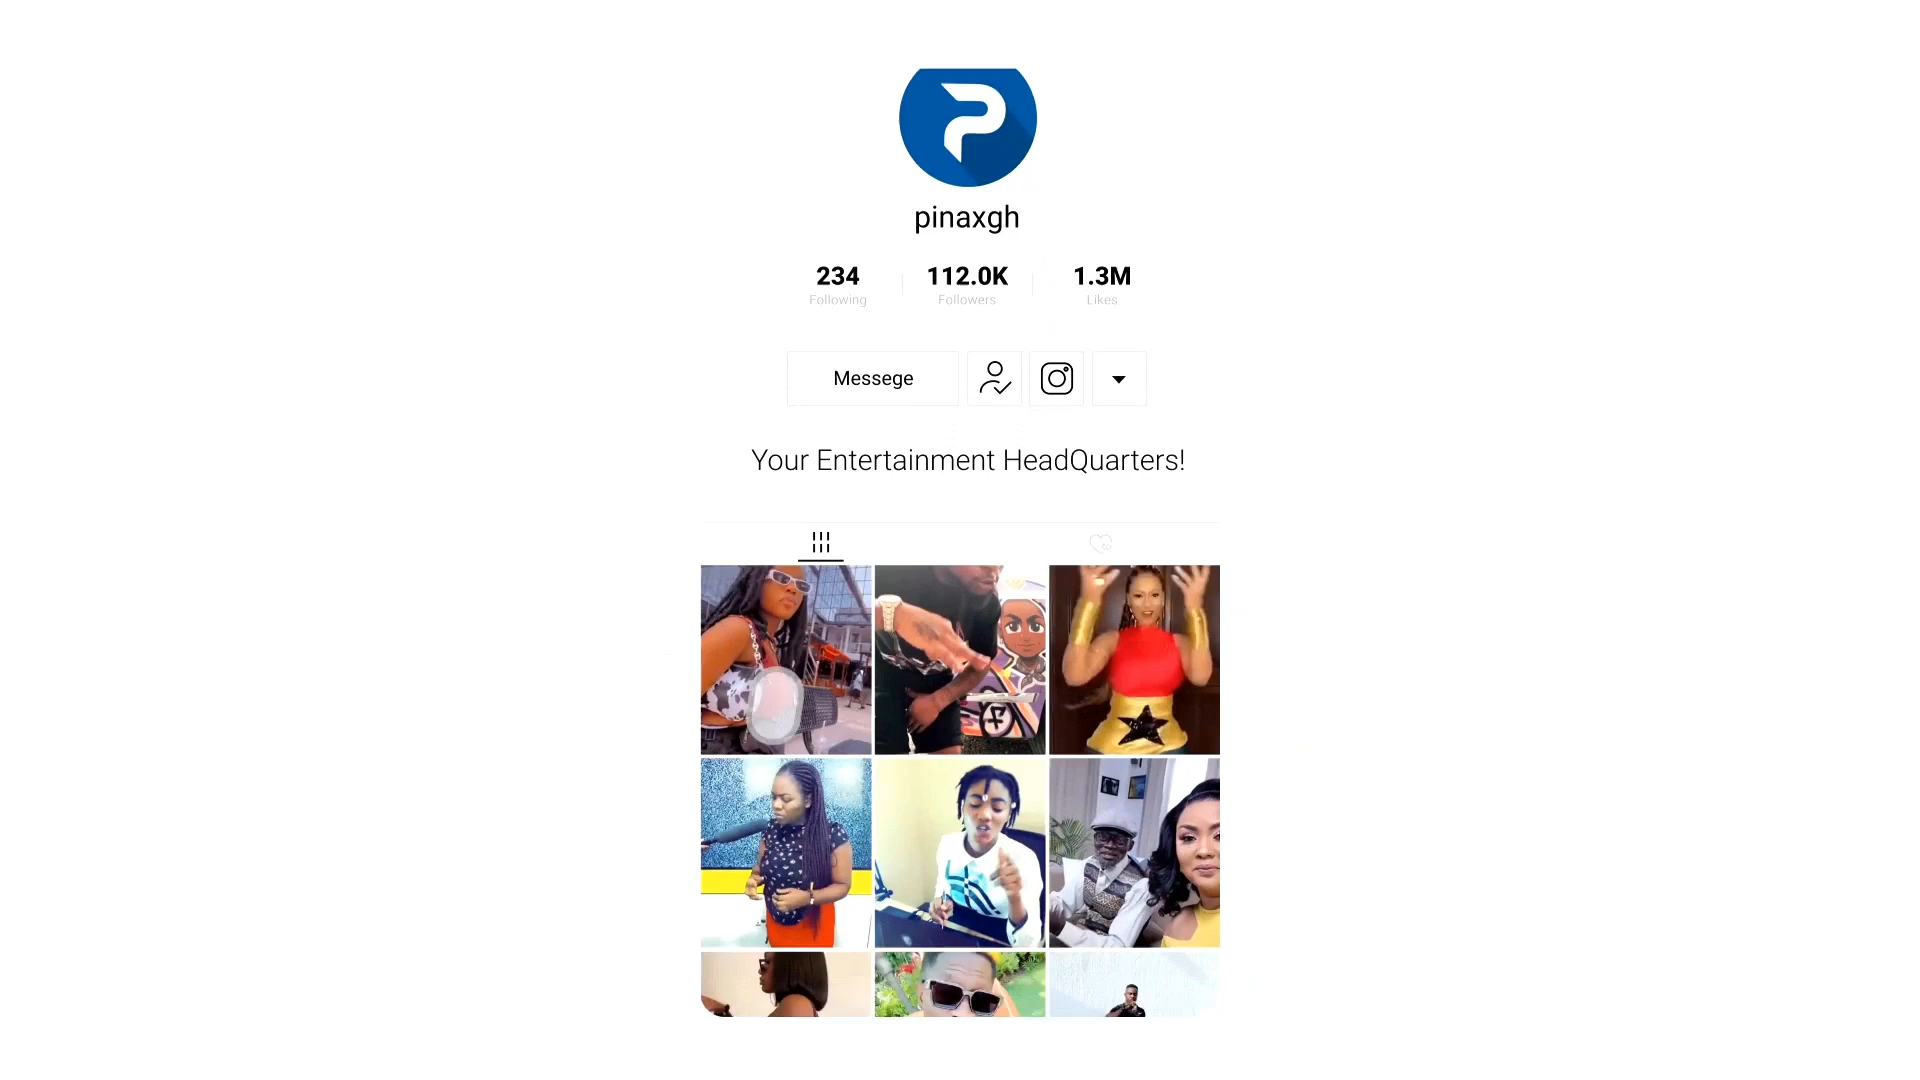 pinaxgh
234 112.0K 1.3M
Following Followers Likes
Messege
Your Entertainment HeadQuarters!